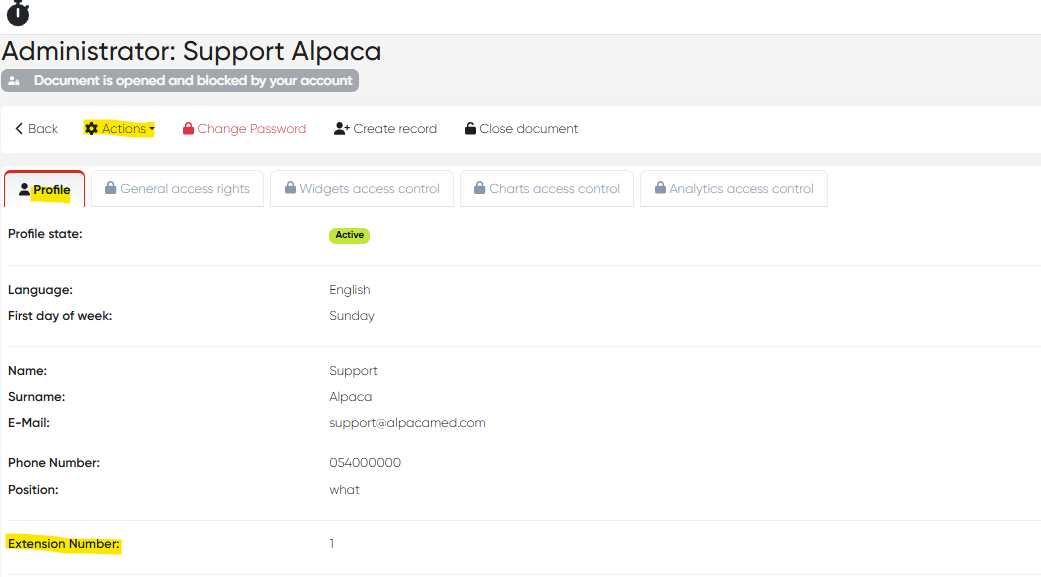 Administrator: Support Alpaca
Document is opened and blocked by your account
Back Actions Change Password Create record Close document
Profile General access rights Widgets access control Charts access control Analytics access control
Profile state: Active
Language: English
First day of week: Sunday
Name: Support
Surname: Alpaca
E-Mail: support@alpacamed.com
Phone Number: 054000000
Position: what
Extension Number: 1